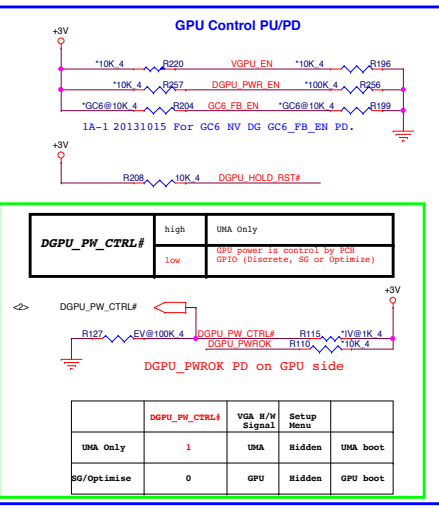 GPU Control PU/PD
+3V
*10K_4 R220 VGPU_EN *10K_4 R196
*10K_4 R257 DGPU_PWR_EN *100K_4 R256
*GC6@10K_4 R204 GC6_FB_EN *GC6@10K_4 R199
1A-1 20131015 For GC6 NV DG GC6_FB_EN PD.
+3V
R208 10K_4 DGPU_HOLD_RST#
DGPU_PW_CTRL# high UMA Only
low GPU power is control by PCH
GPIO (Discrete, SG or Optimize)
+3V
<2> DGPU_PW_CTRL#
R127 EV@100K_4 DGPU_PW_CTRL# R115 *IV@1K_4
DGPU_PWROK R110 *10K_4
DGPU_PWROK PD on GPU side
DGPU_PW_CTRL# VGA H/W Signal Setup Menu
UMA Only 1 UMA Hidden UMA boot
SG/Optimise 0 GPU Hidden GPU boot